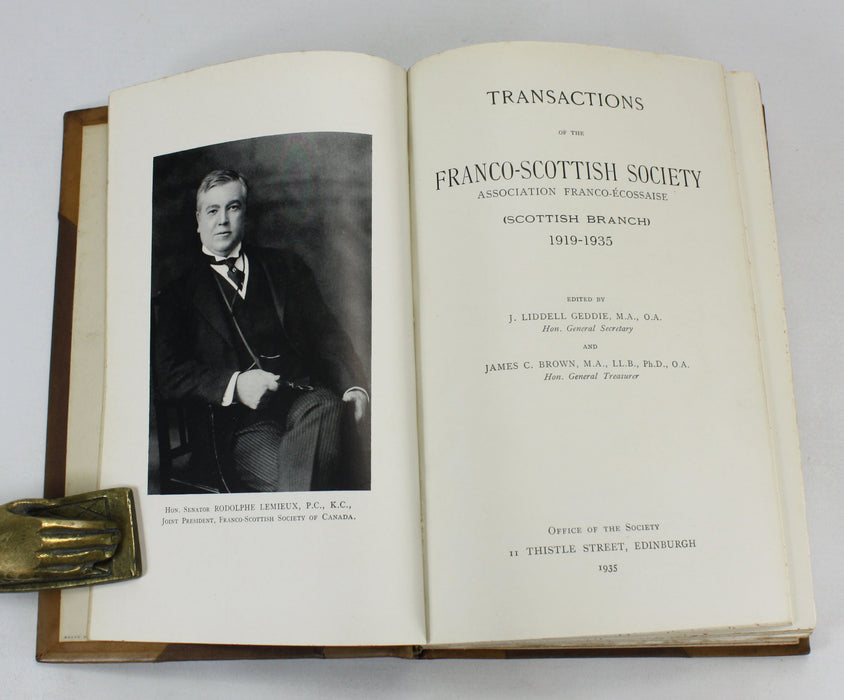 HON. SENATOR RODOLPHE LEMIEUX, P.C., K.C.,
JOINT PRESIDENT, FRANCO-SCOTTISH SOCIETY OF CANADA.
TRANSACTIONS
OF THE
FRANCO-SCOTTISH SOCIETY
ASSOCIATION FRANCO-ÉCOSSAISE
(SCOTTISH BRANCH)
1919-1935
EDITED BY
J. LIDDELL GEDDIE, M.A., O.A.
Hon. General Secretary
AND
JAMES C. BROWN, M.A., LL.B., Ph.D., O.A.
Hon. General Treasurer
OFFICE OF THE SOCIETY
11 THISTLE STREET, EDINBURGH
1935